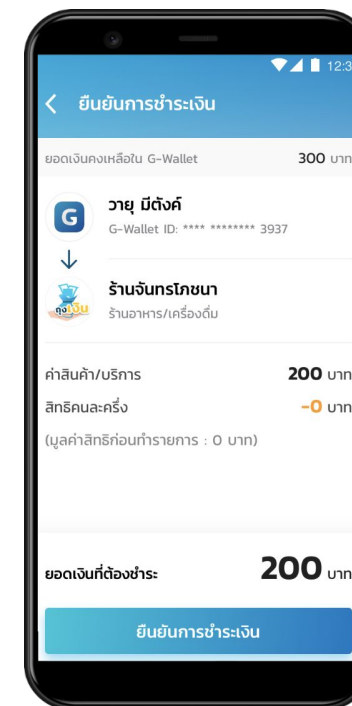 12:3
ยืนยันการชำระเงิน
ยอดเงินคงเหลือใน G-Wallet 300 บาท
G วายุ มีตังค์
G-Wallet ID: **** ******** 3937
ร้านจันทรโภชนา
ถุงเงิน ร้านอาหาร/เครื่องดื่ม
ค่าสินค้า/บริการ 200 บาท
สิทธิคนละครึ่ง -0 บาท
(มูลค่าสิทธิก่อนทำรายการ : 0 บาท)
ยอดเงินที่ต้องชำระ 200 บาท
ยืนยันการชำระเงิน